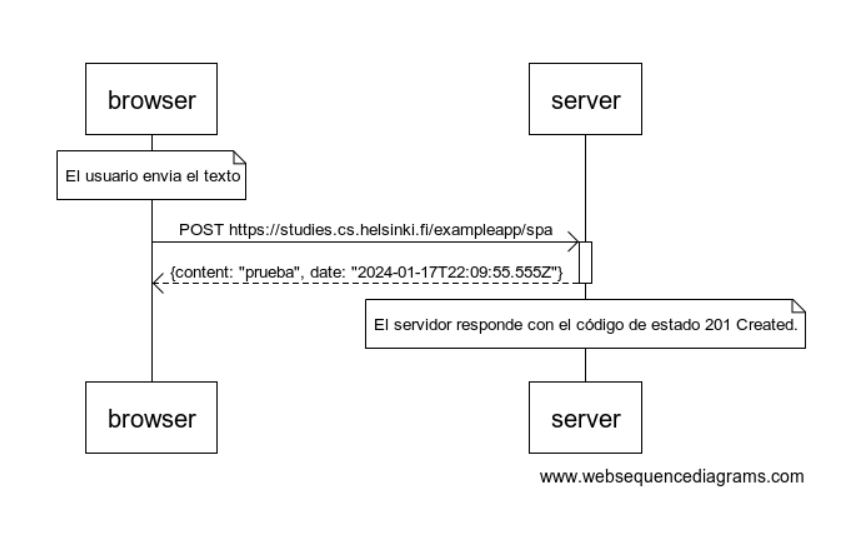 browser
server
El usuario envia el texto
POST https://studies.cs.helsinki.fi/exampleapp/spa
{content: "prueba", date: "2024-01-17T22:09:55.555Z"}
El servidor responde con el código de estado 201 Created.
browser
server
www.websequencediagrams.com